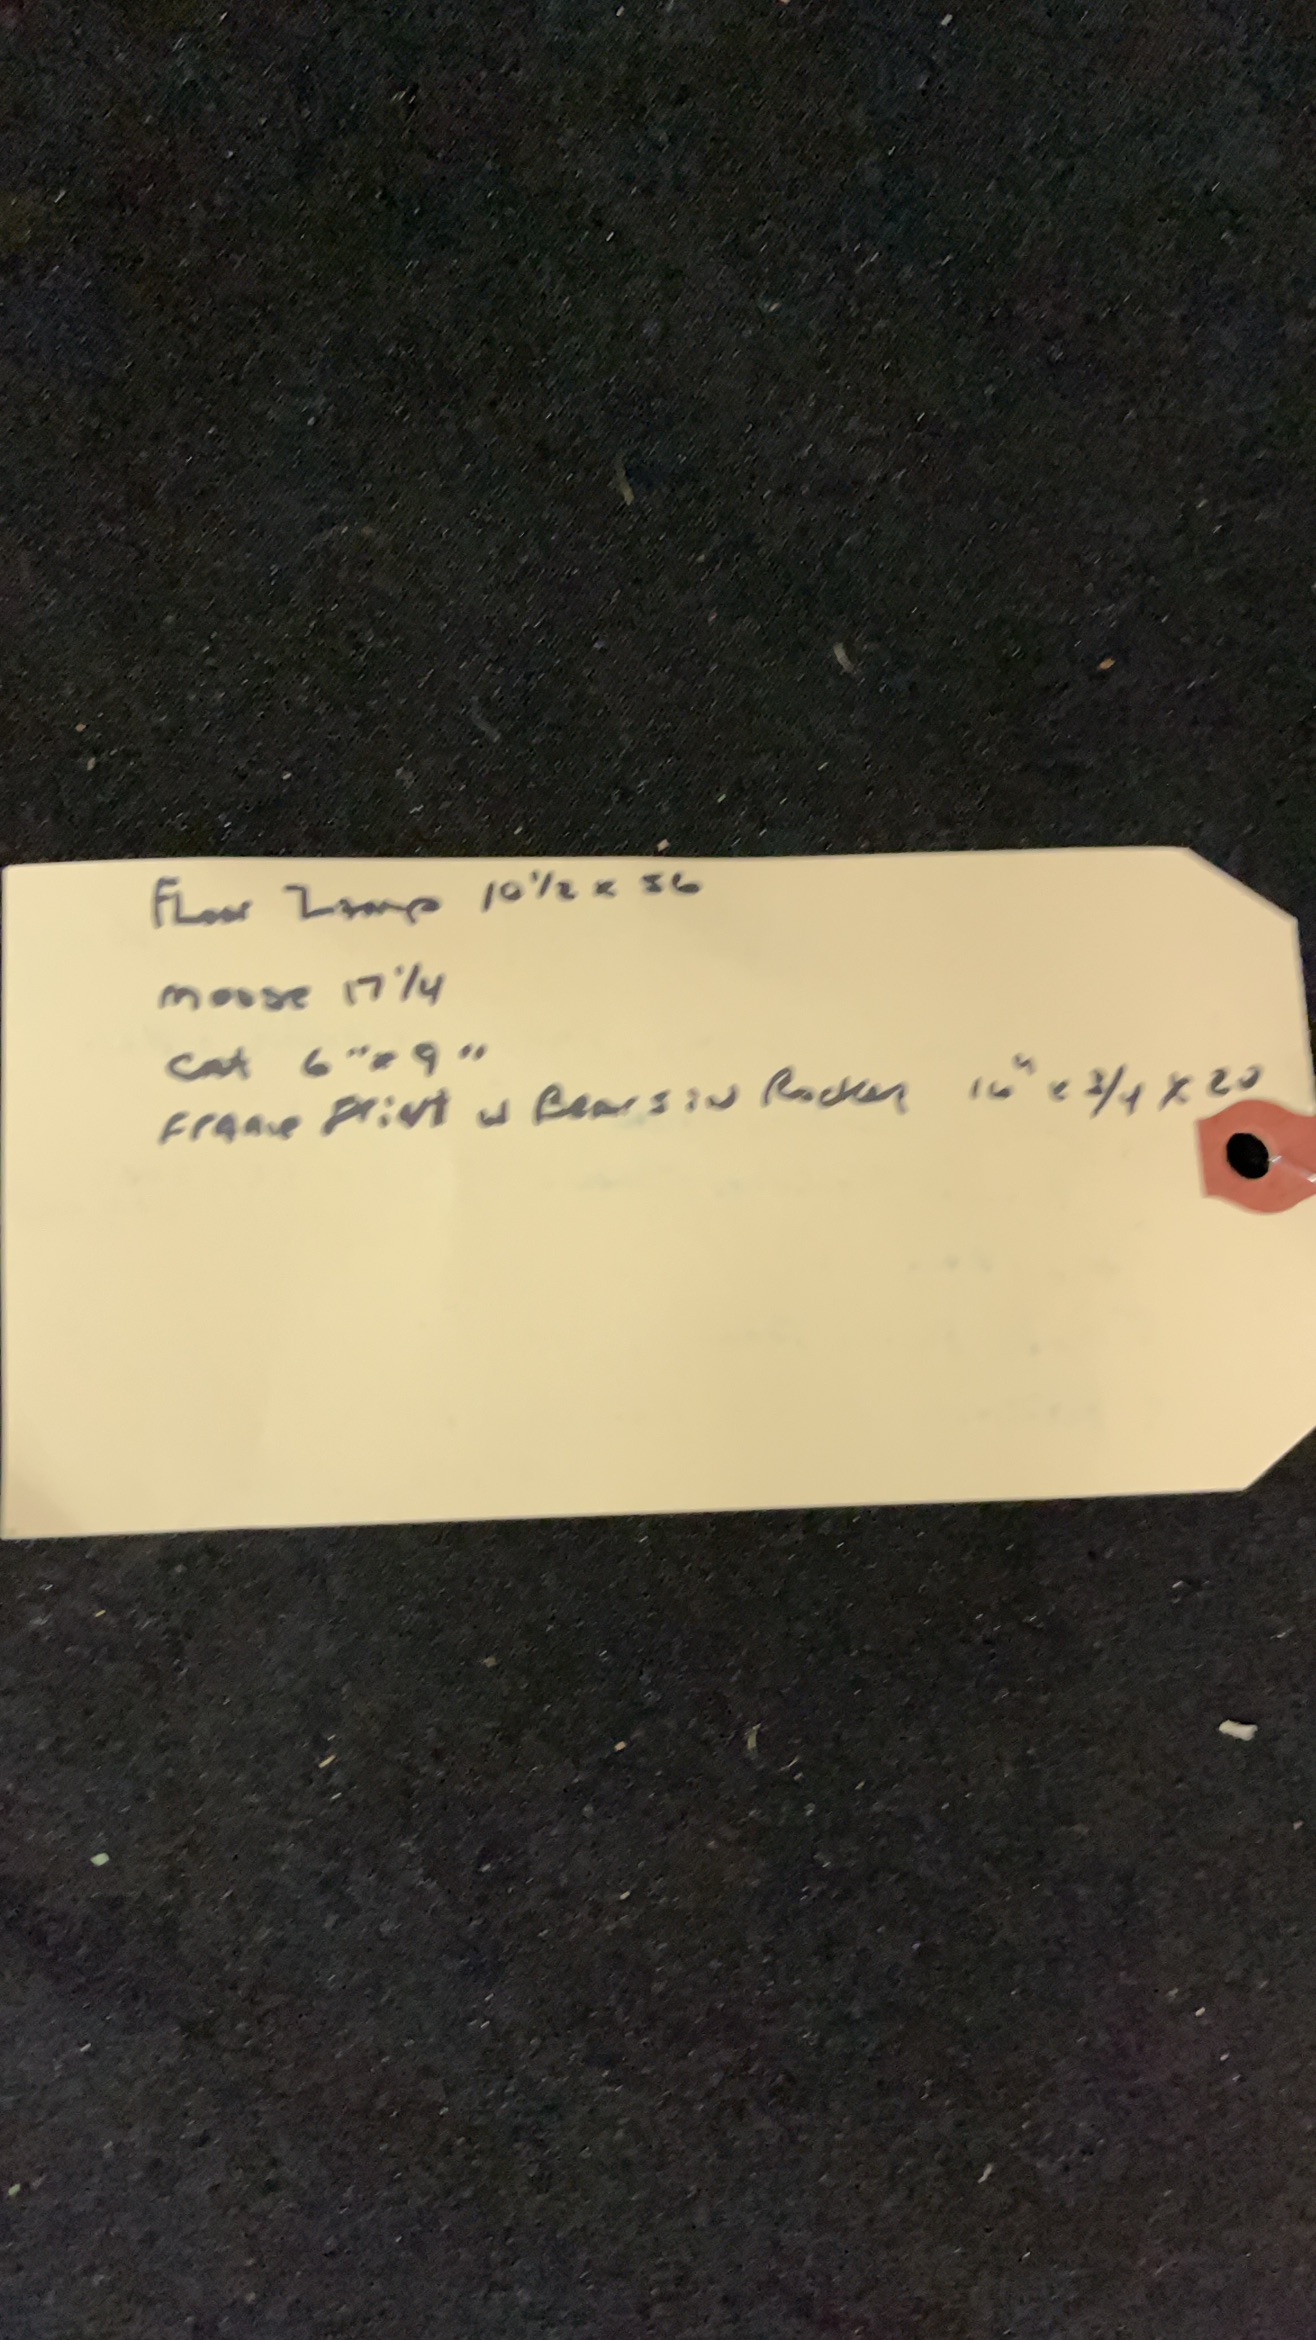 Floor Lamp 10 1/2 x 56
moose 17 1/4
cat 6" x 9"
Frame Print w Bears in Rocker 16" x 3/4 x 20